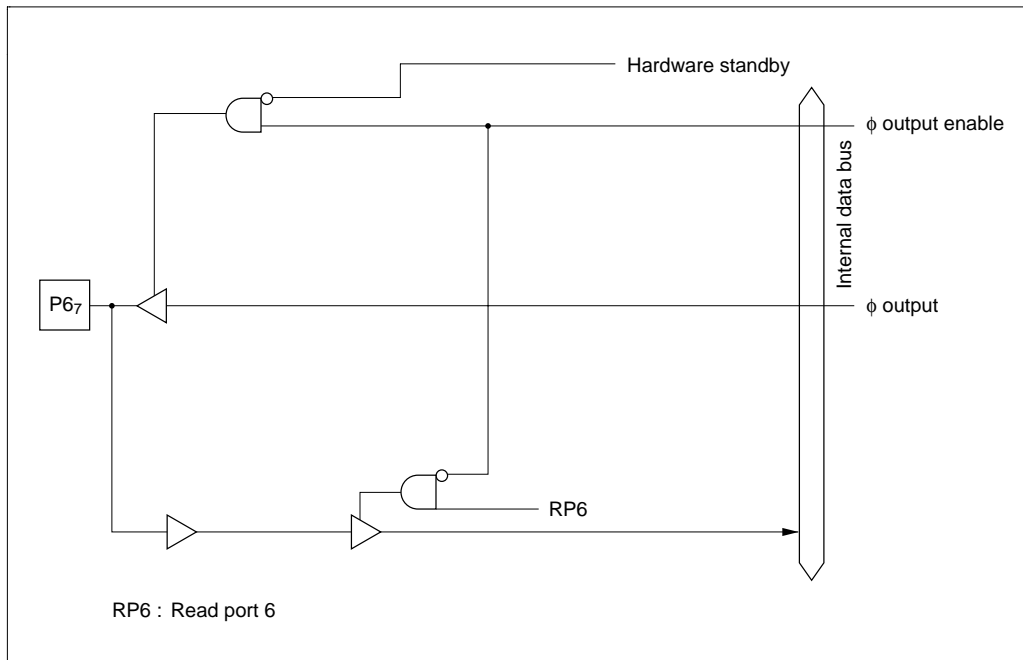 Hardware standby
ϕ output enable
Internal data bus
P6₇
ϕ output
RP6
RP6 : Read port 6